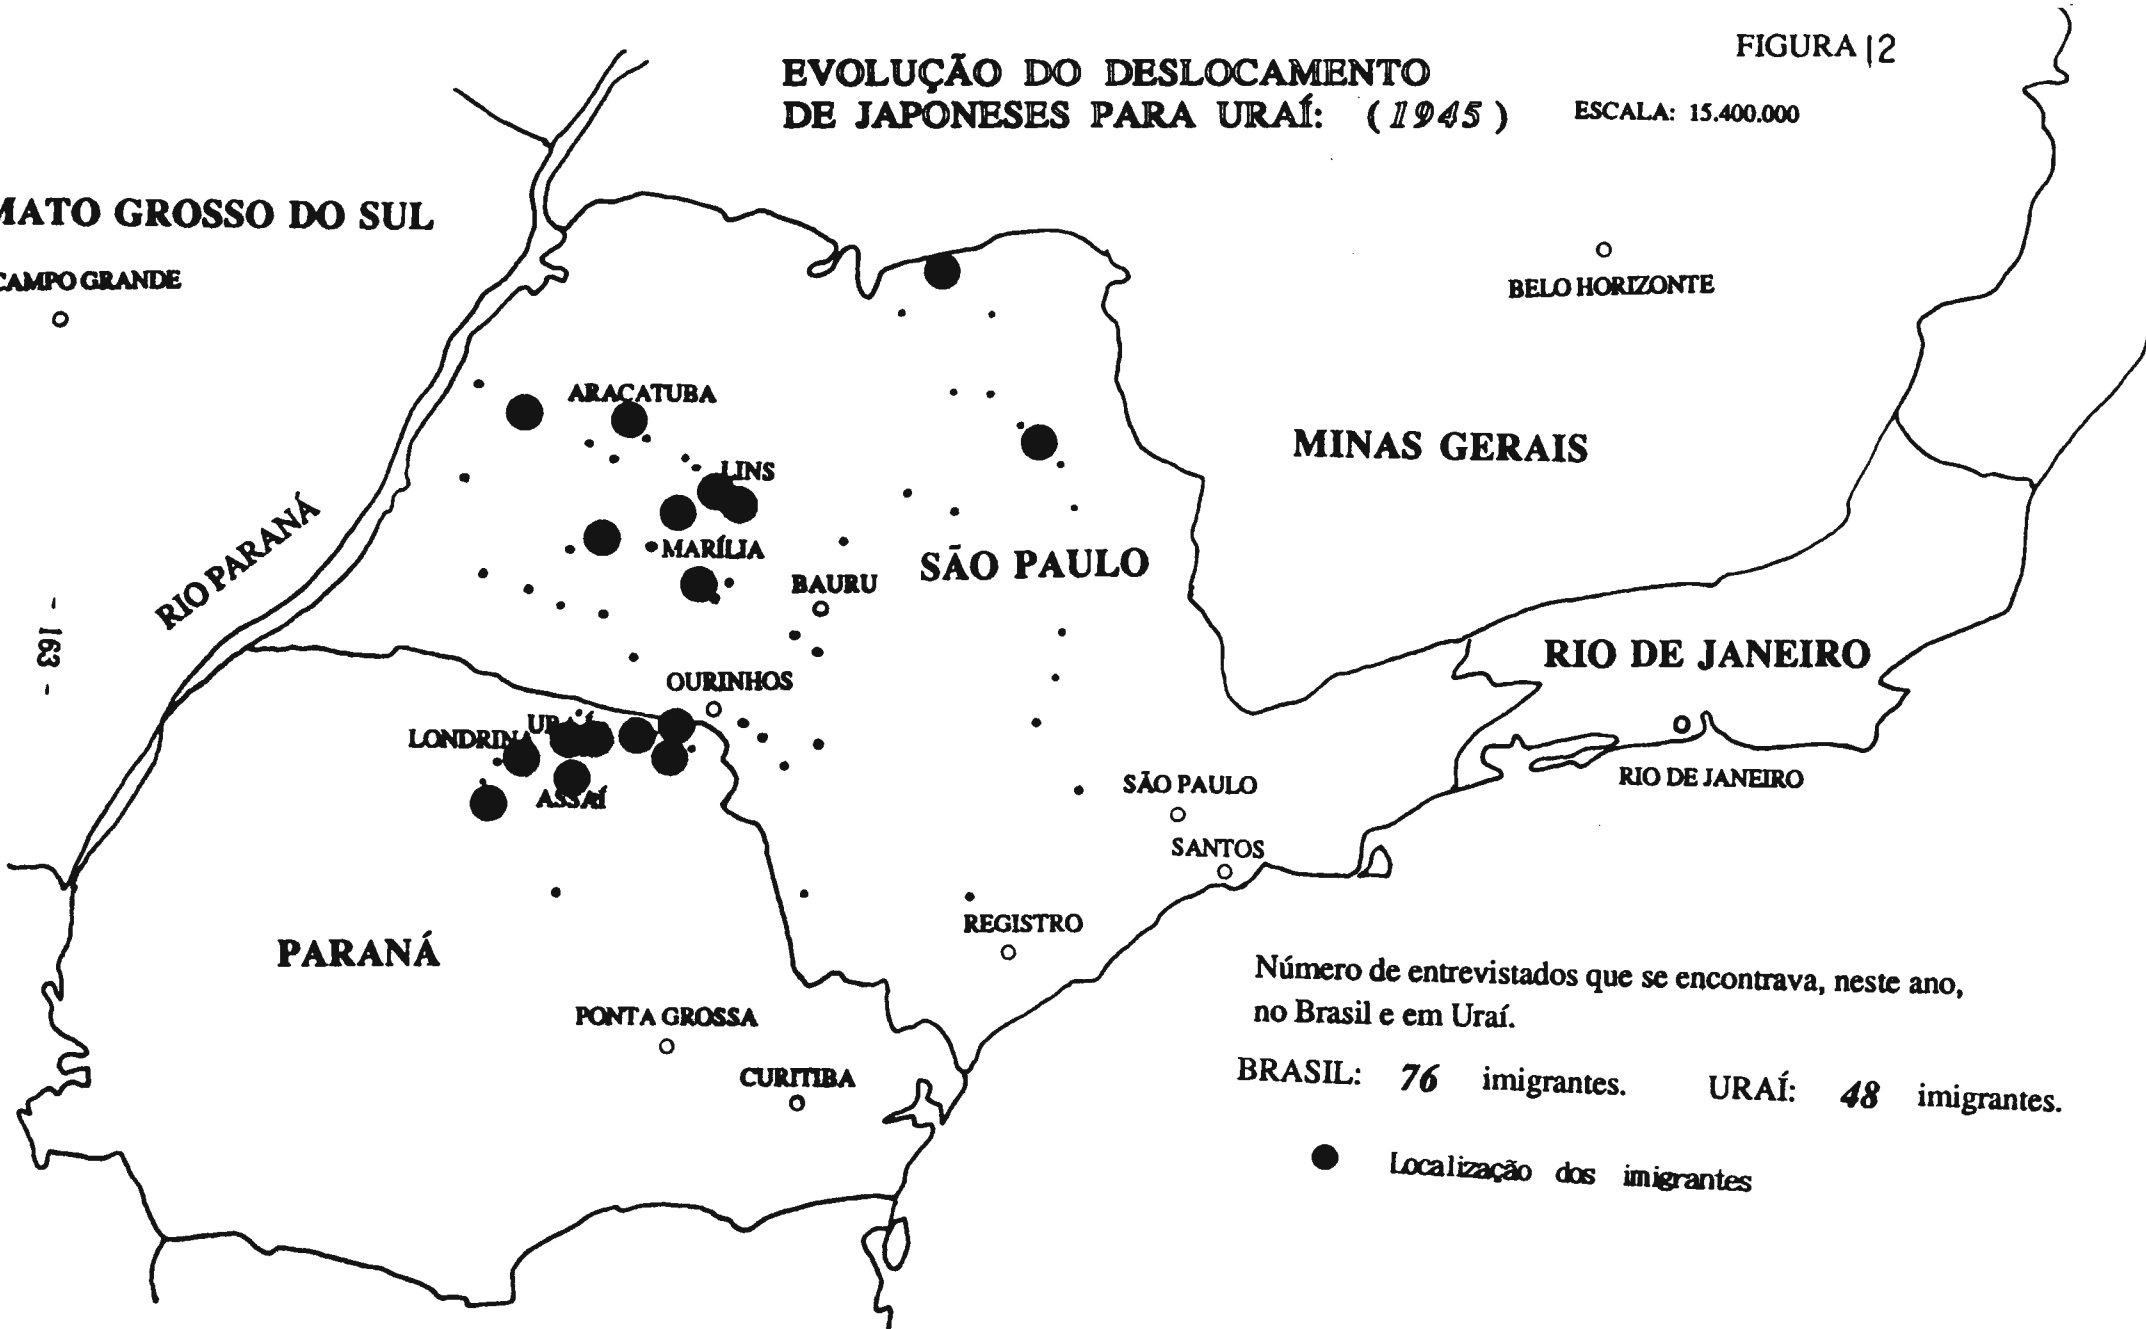 FIGURA 12
EVOLUÇÃO DO DESLOCAMENTO
DE JAPONESES PARA URAÍ: (1945)
ESCALA: 15.400.000
MATO GROSSO DO SUL
CAMPO GRANDE
BELO HORIZONTE
ARAÇATUBA
MINAS GERAIS
LINS
RIO PARANÁ
MARÍLIA
SÃO PAULO
BAURU
- 163 -
RIO DE JANEIRO
OURINHOS
URAÍ
LONDRINA
RIO DE JANEIRO
SÃO PAULO
ASSAÍ
SANTOS
REGISTRO
PARANÁ
Número de entrevistados que se encontrava, neste ano,
no Brasil e em Uraí.
PONTA GROSSA
CURITIBA
BRASIL: 76 imigrantes. URAÍ: 48 imigrantes.
Localização dos imigrantes